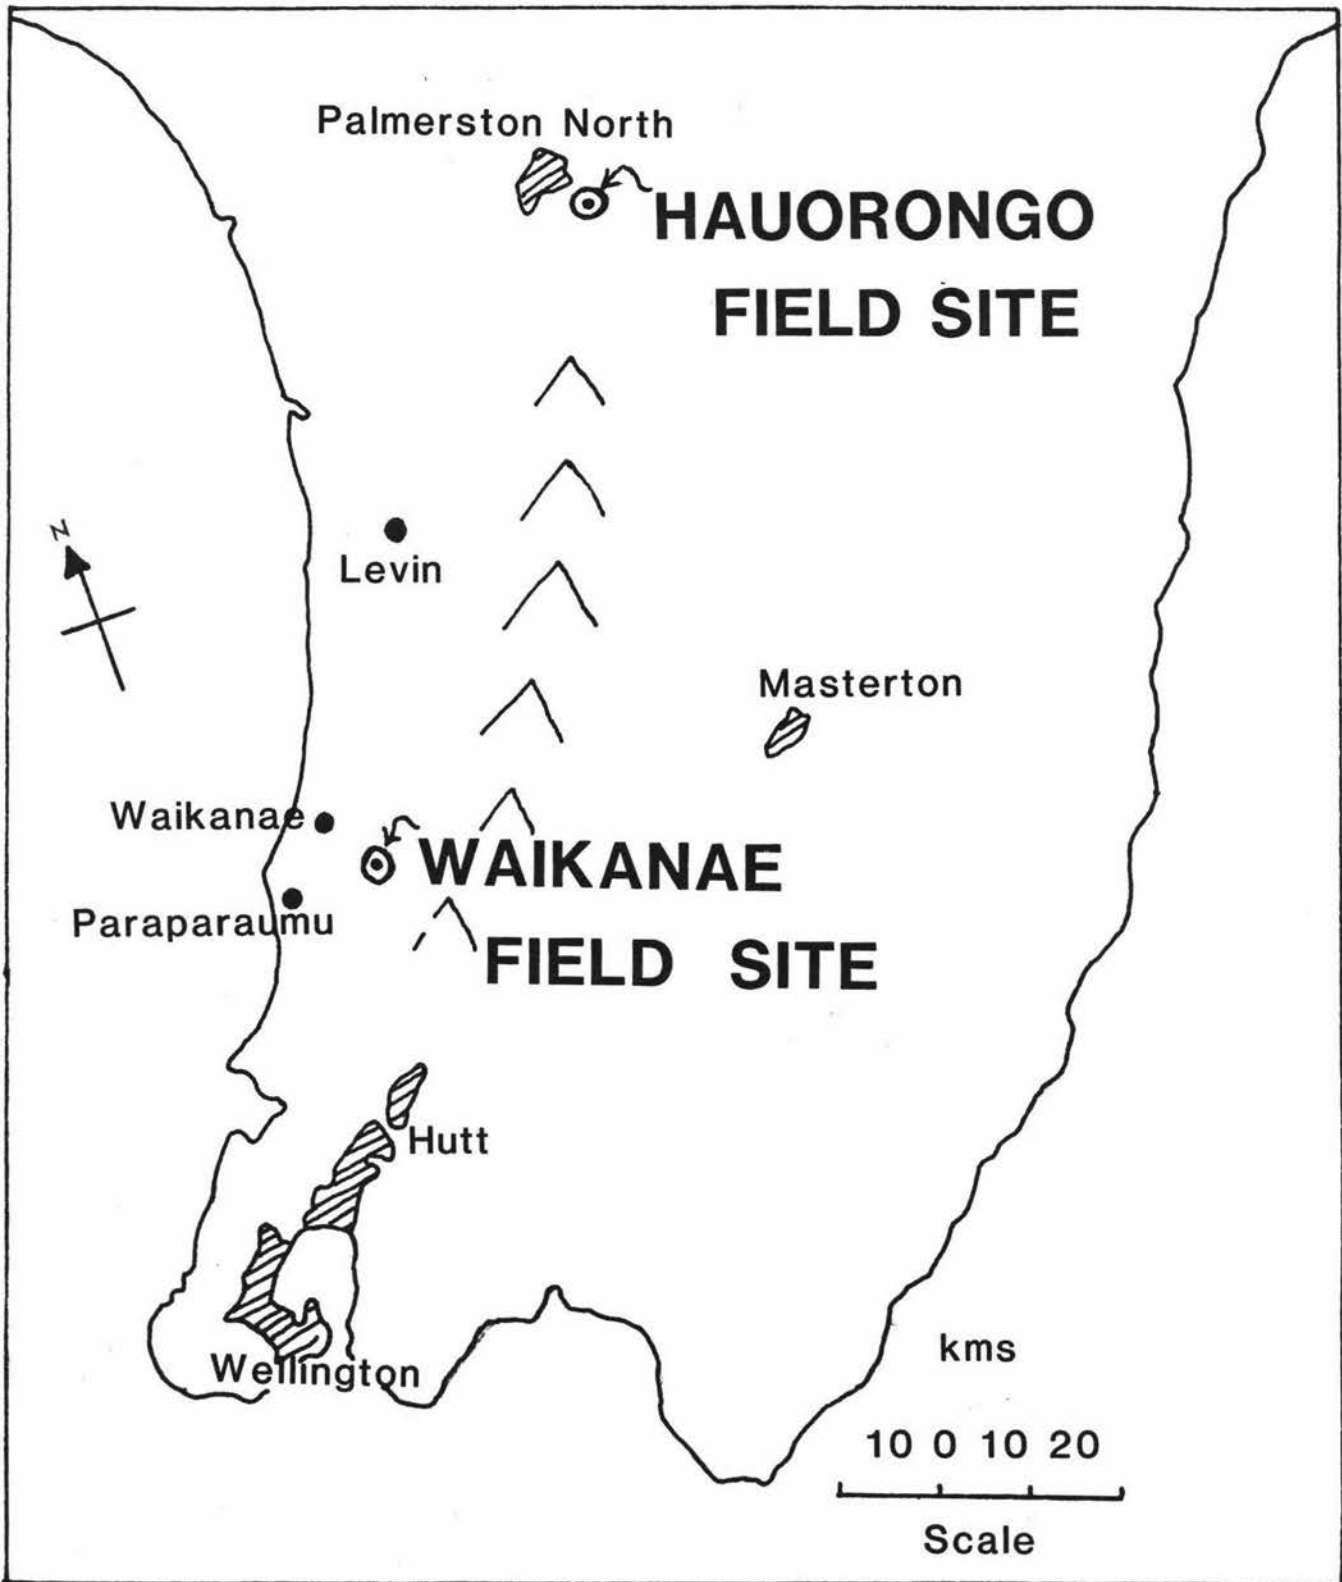 Palmerston North
HAUORONGO
FIELD SITE
N
Levin
Masterton
Waikanae
WAIKANAE
Paraparaumu
FIELD SITE
Hutt
Wellington
kms
10 0 10 20
Scale